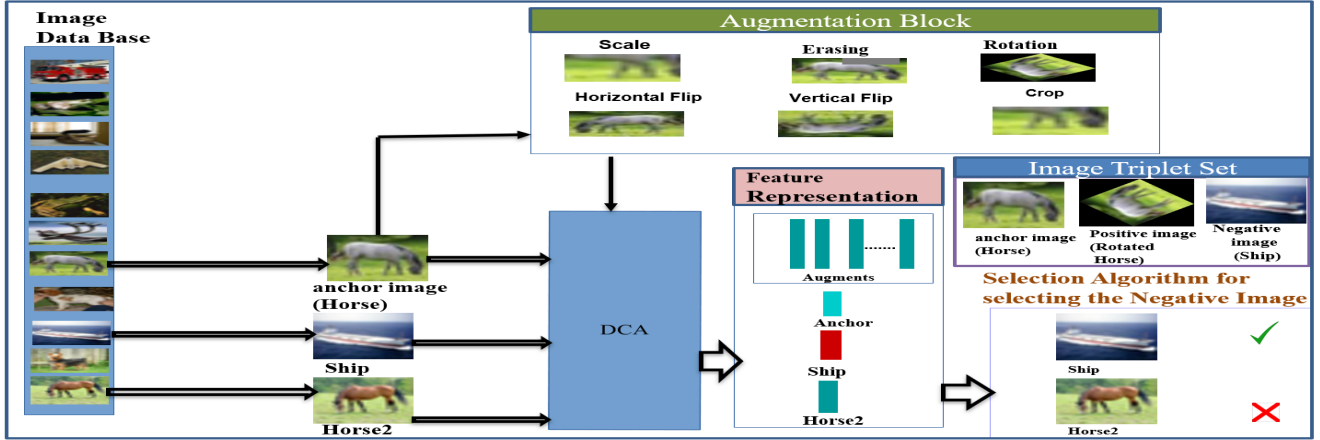 Image
Data Base
Augmentation Block
Scale
Erasing
Rotation
Horizontal Flip
Vertical Flip
Crop
anchor image
(Horse)
Ship
Horse2
DCA
Feature
Representation
Augments
Anchor
Ship
Horse2
Image Triplet Set
anchor image
(Horse)
Positive image
(Rotated
Horse)
Negative
image
(Ship)
Selection Algorithm for
selecting the Negative Image
Ship
Horse2